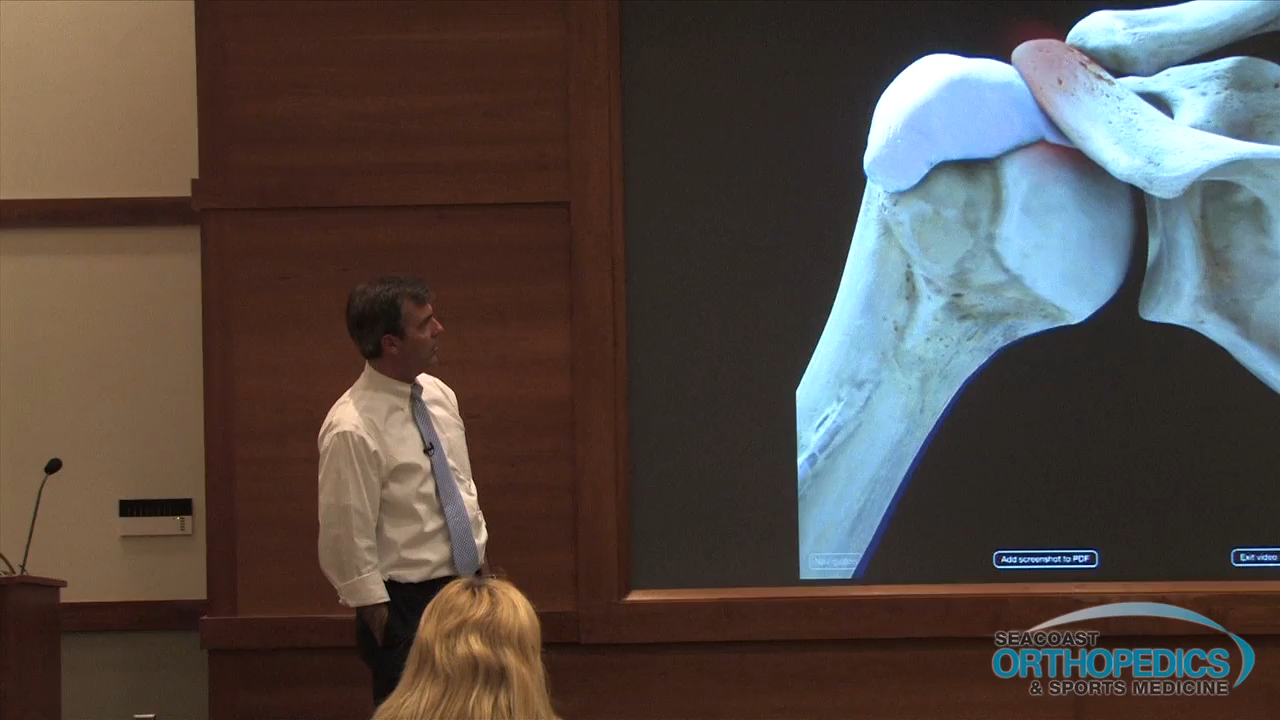 Add screenshot to PDF
Exit video
SEACOAST
ORTHOPEDICS
& SPORTS MEDICINE